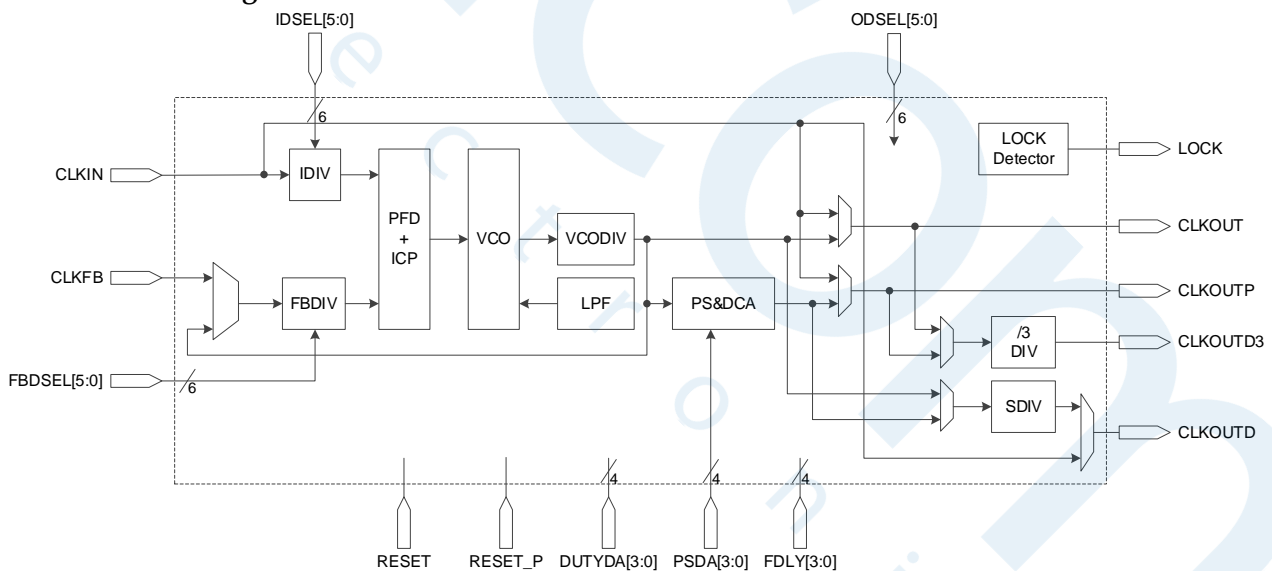 IDSEL[5:0]
ODSEL[5:0]
6
6
LOCK
Detector
LOCK
CLKIN
IDIV
PFD
+
ICP
VCO
VCODIV
CLKOUT
CLKFB
FBDIV
LPF
PS&DCA
CLKOUTP
/3
DIV
CLKOUTD3
FBDSEL[5:0]
6
SDIV
CLKOUTD
4
4
4
RESET
RESET_P
DUTYDA[3:0]
PSDA[3:0]
FDLY[3:0]